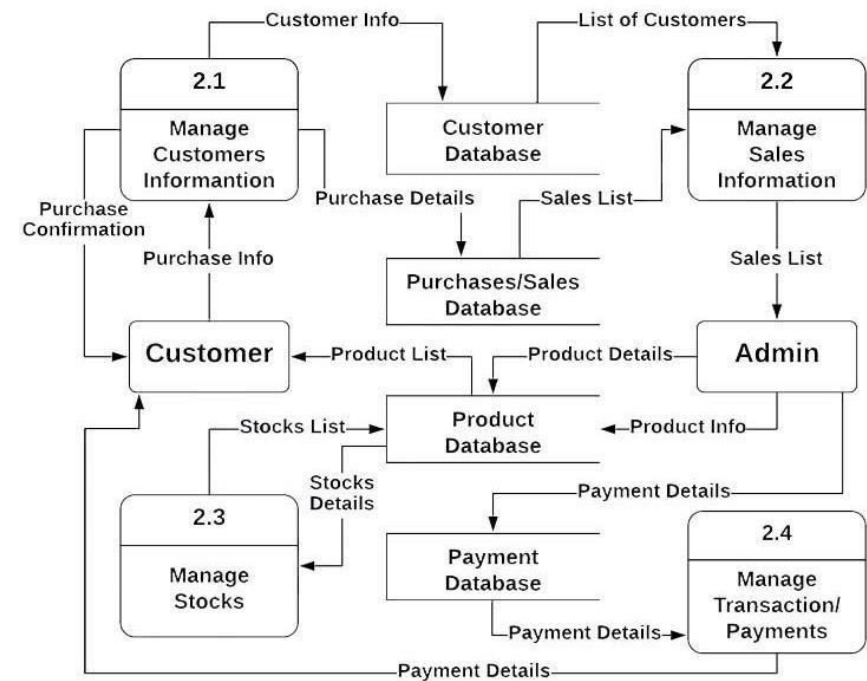 Customer Info
List of Customers
2.1
2.2
Manage
Customers
Informantion
Customer
Database
Manage
Sales
Information
Purchase
Confirmation
Purchase Details
Sales List
Purchase Info
Purchases/Sales
Database
Sales List
Customer
Product List
Product Details
Admin
Stocks List
Product
Database
Product Info
Stocks
Details
Payment Details
2.3
2.4
Manage
Stocks
Payment
Database
Manage
Transaction/
Payments
Payment Details
Payment Details